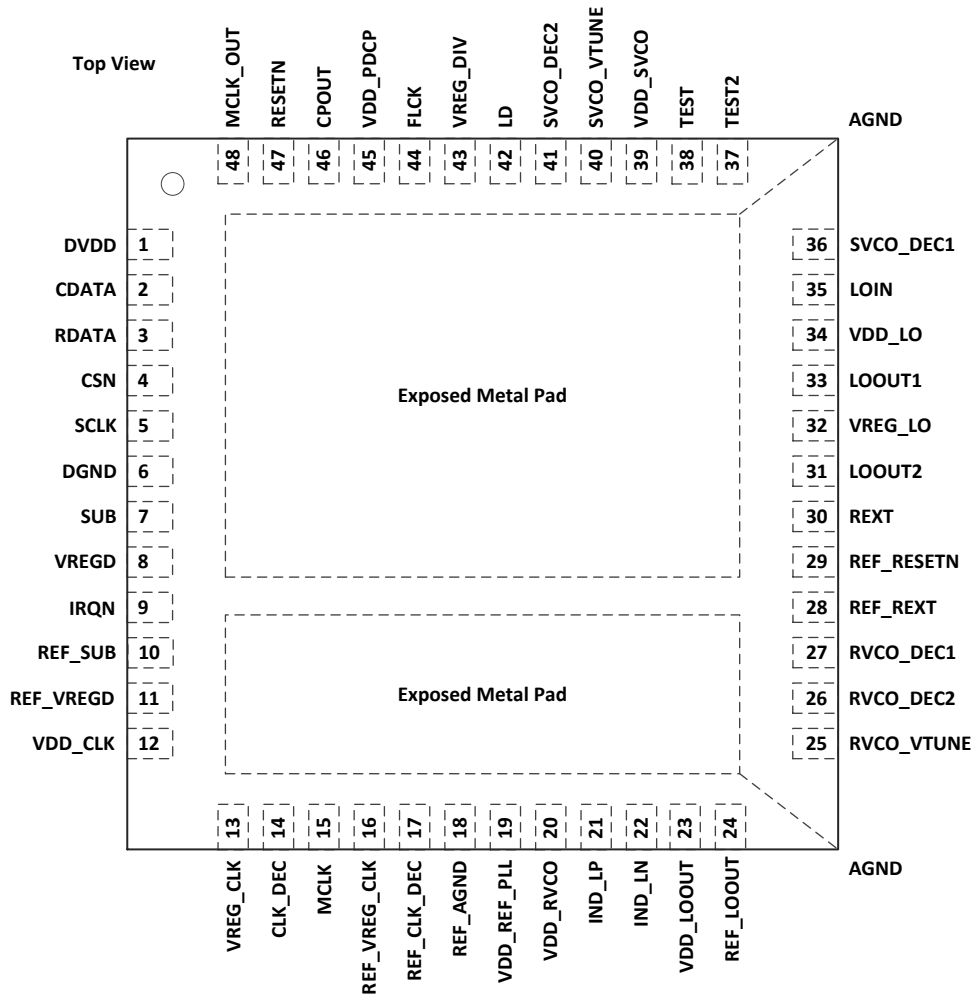 Top View
MCLK_OUT
RESETN
CPOUT
VDD_PDCP
FLCK
VREG_DIV
LD
SVCO_DEC2
SVCO_VTUNE
VDD_SVCO
TEST
TEST2
AGND
48
47
46
45
44
43
42
41
40
39
38
37
DVDD 1
CDATA 2
RDATA 3
CSN 4
SCLK 5
DGND 6
SUB 7
VREGD 8
IRQN 9
REF_SUB 10
REF_VREGD 11
VDD_CLK 12
Exposed Metal Pad
Exposed Metal Pad
36 SVCO_DEC1
35 LOIN
34 VDD_LO
33 LOOUT1
32 VREG_LO
31 LOOUT2
30 REXT
29 REF_RESETN
28 REF_REXT
27 RVCO_DEC1
26 RVCO_DEC2
25 RVCO_VTUNE
13
14
15
16
17
18
19
20
21
22
23
24
VREG_CLK
CLK_DEC
MCLK
REF_VREG_CLK
REF_CLK_DEC
REF_AGND
VDD_REF_PLL
VDD_RVCO
IND_LP
IND_LN
VDD_LOOUT
REF_LOOUT
AGND